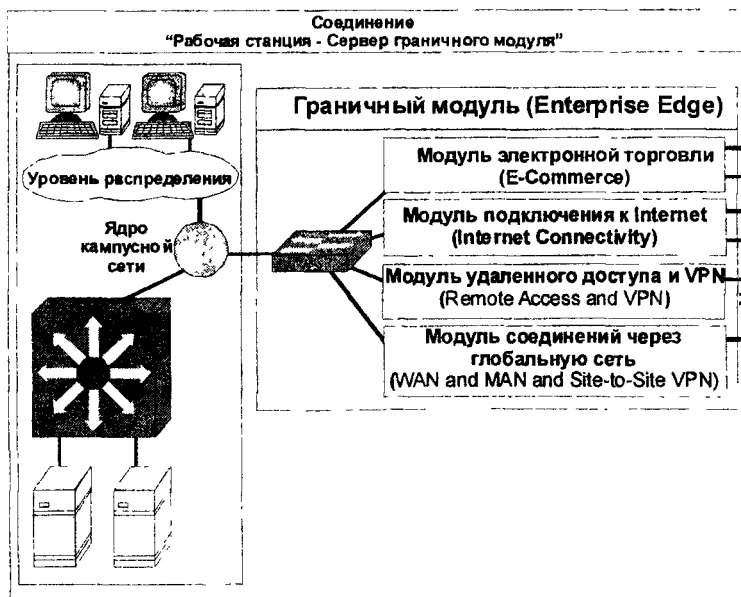 Соединение
“Рабочая станция - Сервер граничного модуля”
Уровень распределения
Ядро
кампусной
сети
Граничный модуль (Enterprise Edge)
Модуль электронной торговли
(E-Commerce)
Модуль подключения к Internet
(Internet Connectivity)
Модуль удаленного доступа и VPN
(Remote Access and VPN)
Модуль соединений через
глобальную сеть
(WAN and MAN and Site-to-Site VPN)